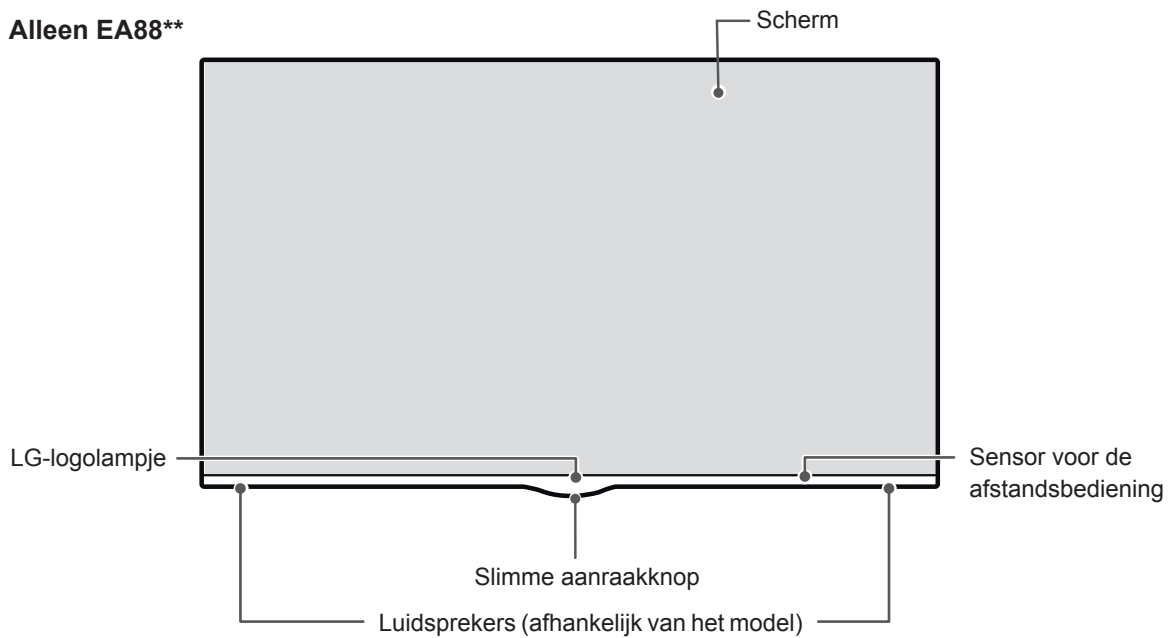 Alleen EA88**
Scherm
LG-logolampje
Sensor voor de
afstandsbediening
Slimme aanraakknop
Luidsprekers (afhankelijk van het model)